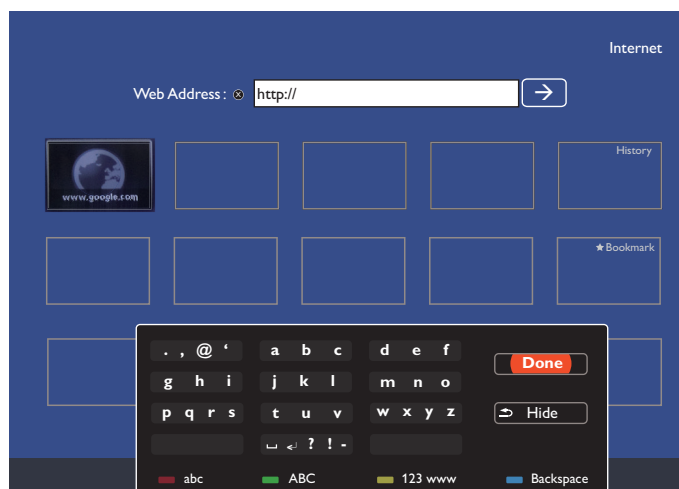 Internet
Web Address : ⊗ http:// →
www.google.com
History
★Bookmark
. , @ ‘ a b c d e f
Done
g h i j k l m n o
p q r s t u v w x y z
Hide
␣ ↵ ? ! -
abc ABC 123 www Backspace